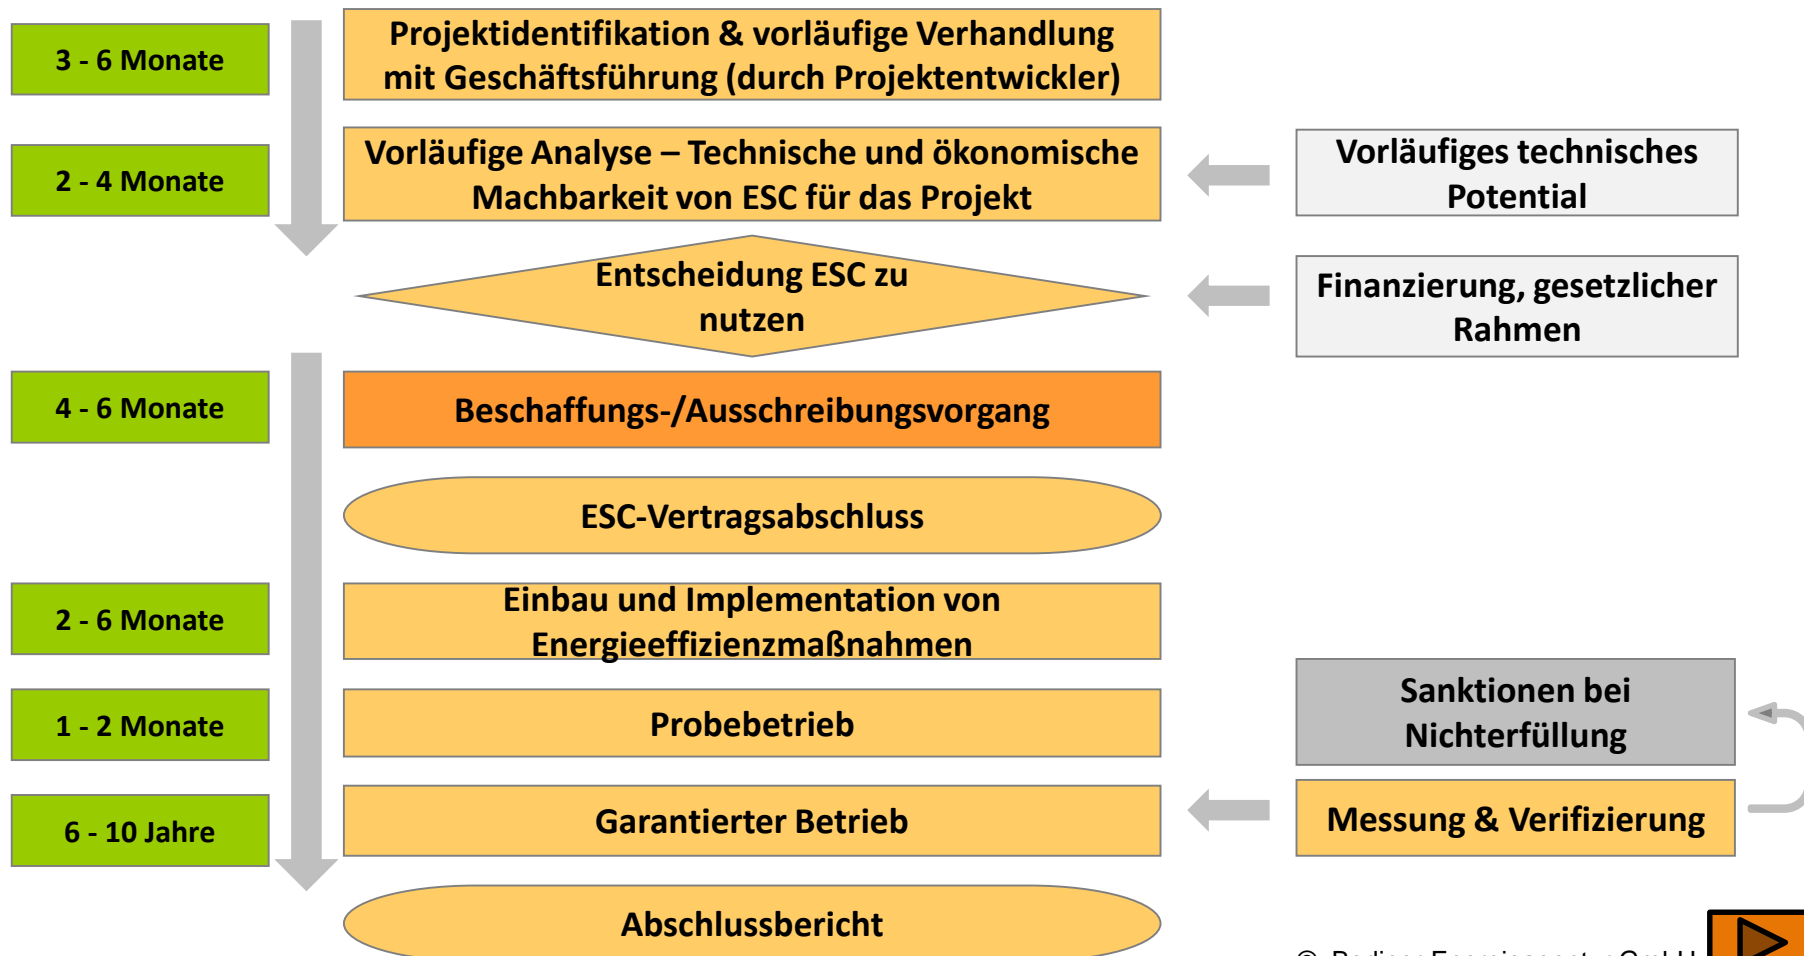 3 - 6 Monate
Projektidentifikation & vorläufige Verhandlung
mit Geschäftsführung (durch Projektentwickler)
2 - 4 Monate
Vorläufige Analyse – Technische und ökonomische
Machbarkeit von ESC für das Projekt
Vorläufiges technisches
Potential
Entscheidung ESC zu
nutzen
Finanzierung, gesetzlicher
Rahmen
4 - 6 Monate
Beschaffungs-/Ausschreibungsvorgang
ESC-Vertragsabschluss
2 - 6 Monate
Einbau und Implementation von
Energieeffizienzmaßnahmen
1 - 2 Monate
Probebetrieb
Sanktionen bei
Nichterfüllung
6 - 10 Jahre
Garantierter Betrieb
Messung & Verifizierung
Abschlussbericht
© Berliner Energieagentur GmbH